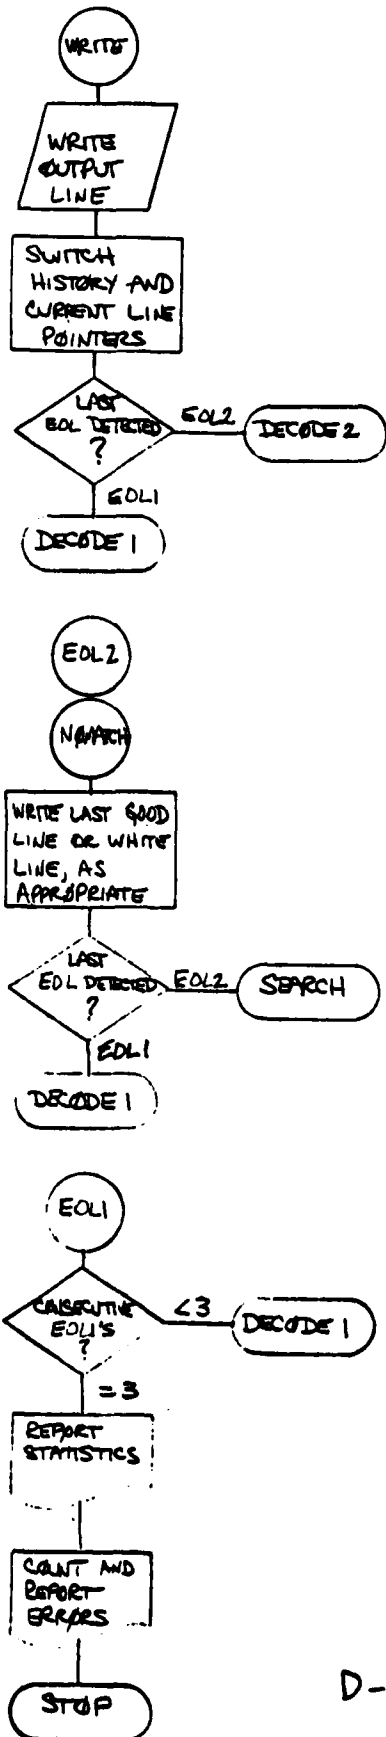 WRITE
WRITE
OUTPUT
LINE
SWITCH
HISTORY AND
CURRENT LINE
POINTERS
LAST
EOL DETECTED
?
EOL2
DECODE 2
EOL1
DECODE 1
EOL2
NOMATCH
WRITE LAST GOOD
LINE OR WHITE
LINE, AS
APPROPRIATE
LAST
EOL DETECTED
?
EOL2
SEARCH
EOL1
DECODE 1
EOL1
CONSECUTIVE
EOL1'S
?
<3
DECODE 1
=3
REPORT
STATISTICS
COUNT AND
REPORT
ERRORS
STOP
D-